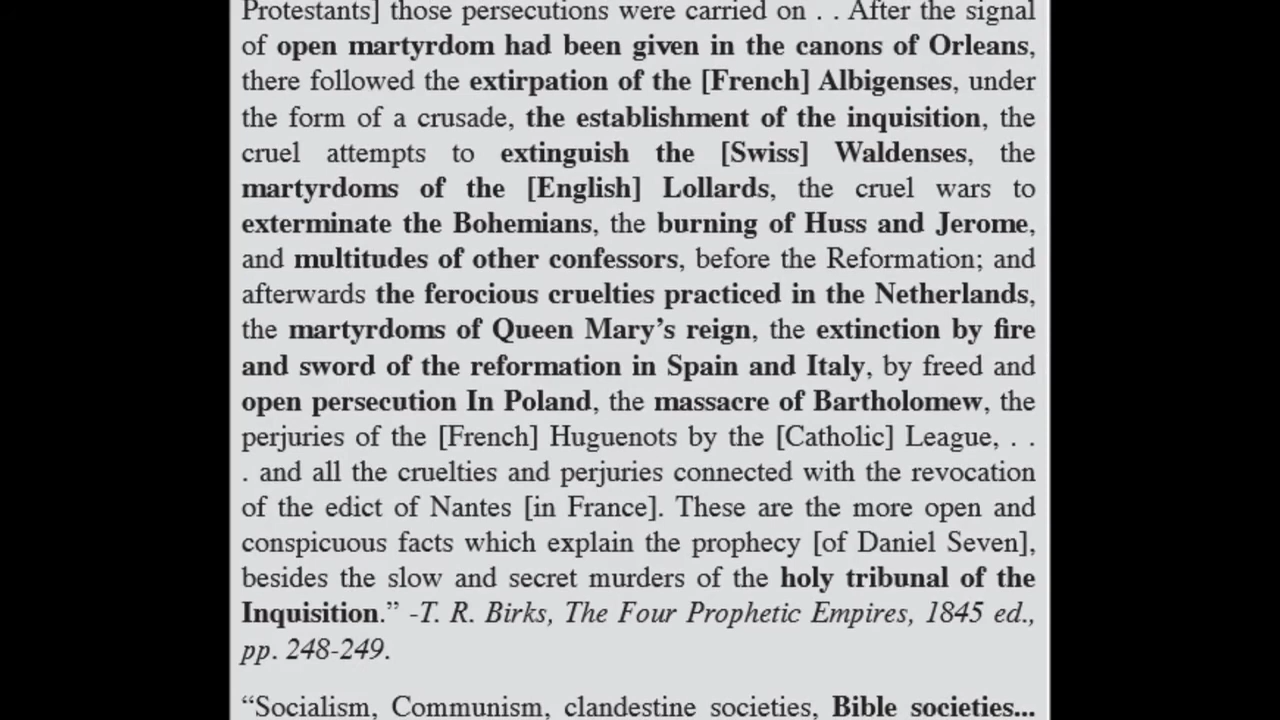 Protestants] those persecutions were carried on . . After the signal
of open martyrdom had been given in the canons of Orleans,
there followed the extirpation of the [French] Albigenses, under
the form of a crusade, the establishment of the inquisition, the
cruel attempts to extinguish the [Swiss] Waldenses, the
martyrdoms of the [English] Lollards, the cruel wars to
exterminate the Bohemians, the burning of Huss and Jerome,
and multitudes of other confessors, before the Reformation; and
afterwards the ferocious cruelties practiced in the Netherlands,
the martyrdoms of Queen Mary’s reign, the extinction by fire
and sword of the reformation in Spain and Italy, by freed and
open persecution In Poland, the massacre of Bartholomew, the
perjuries of the [French] Huguenots by the [Catholic] League, . .
. and all the cruelties and perjuries connected with the revocation
of the edict of Nantes [in France]. These are the more open and
conspicuous facts which explain the prophecy [of Daniel Seven],
besides the slow and secret murders of the holy tribunal of the
Inquisition.” -T. R. Birks, The Four Prophetic Empires, 1845 ed.,
pp. 248-249.
“Socialism, Communism, clandestine societies, Bible societies...